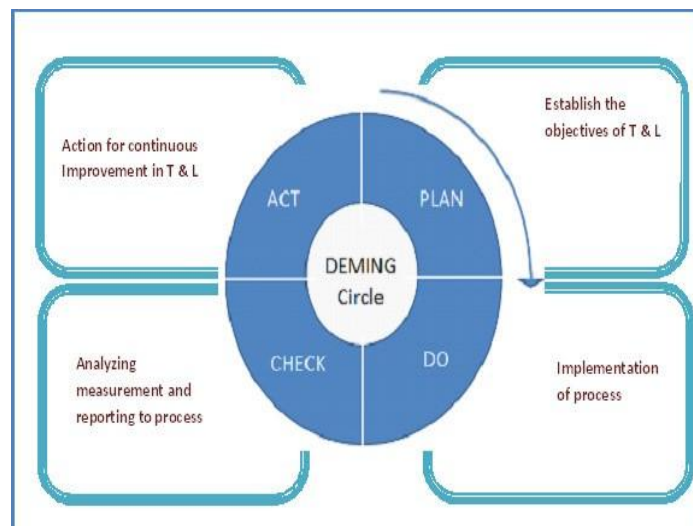 Action for continuous
Improvement in T & L
Establish the
objectives of T & L
ACT
PLAN
DEMING
Circle
CHECK
DO
Analyzing
measurement and
reporting to process
Implementation
of process